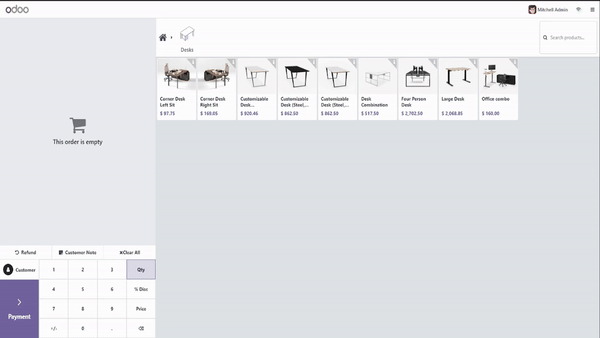 odoo
Mitchell Admin
Desks
Search products...
Corner Desk
Left Sit
$ 97.75
Corner Desk
Right Sit
$ 169.05
Customizable
Desk...
$ 920.46
Customizable
Desk (Steel,...
$ 862.50
Customizable
Desk (Steel,...
$ 862.50
Desk
Combination
$ 517.50
Four Person
Desk
$ 2,702.50
Large Desk
$ 2,068.85
Office combo
$ 160.00
This order is empty
Refund
Customer Note
Clear All
Customer
1 2 3 Qty
4 5 6 % Disc
7 8 9 Price
+/- 0 .
Payment